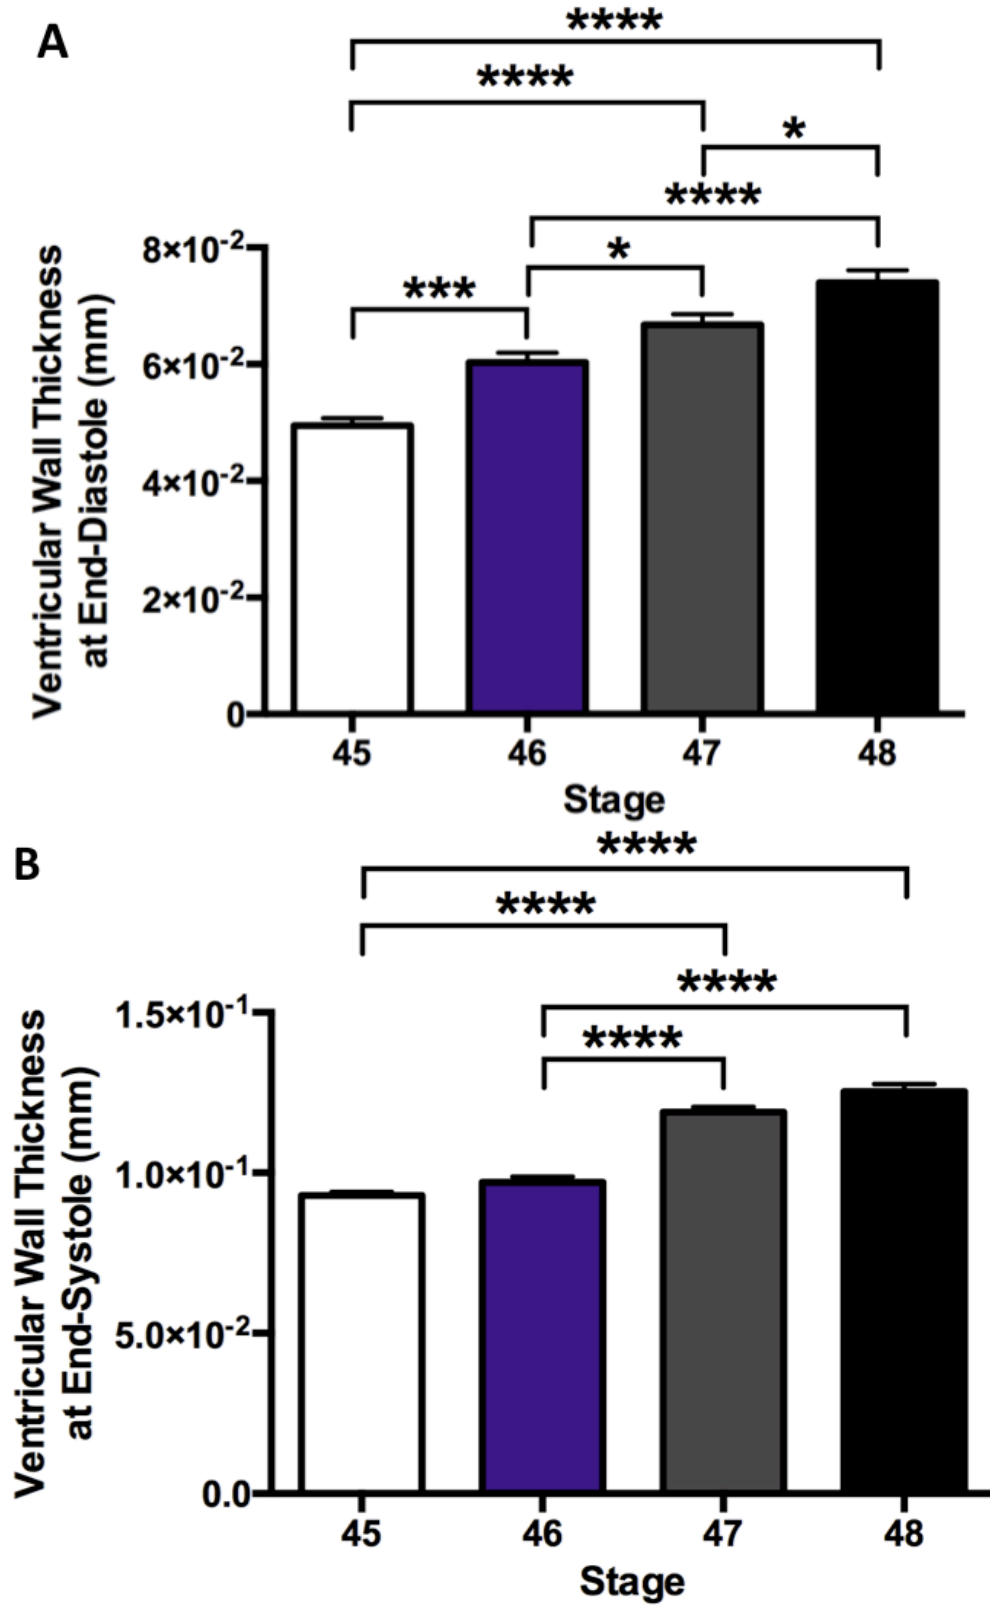 A
****
****
*
****
*
***
Ventricular Wall Thickness
at End-Diastole (mm)
8×10-2
6×10-2
4×10-2
2×10-2
0
45 46 47 48
Stage
B
****
****
****
****
Ventricular Wall Thickness
at End-Systole (mm)
1.5×10-1
1.0×10-1
5.0×10-2
0.0
45 46 47 48
Stage